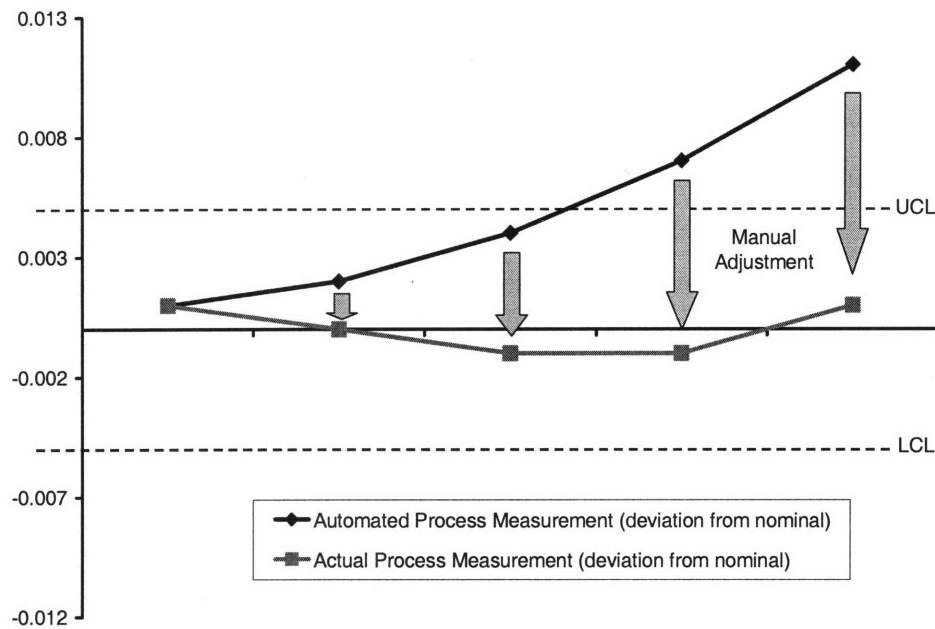 0.013
0.008
UCL
Manual
Adjustment
0.003
-0.002
LCL
-0.007
Automated Process Measurement (deviation from nominal)
Actual Process Measurement (deviation from nominal)
-0.012